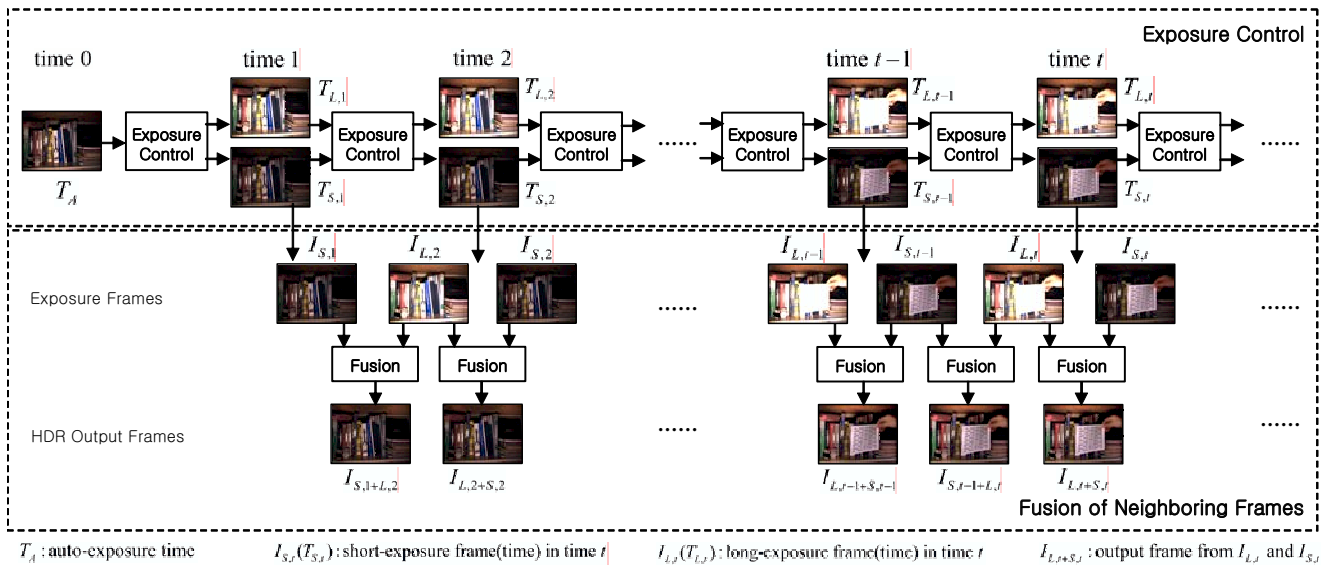 Exposure Control
time 0
time 1
time 2
time t−1
time t
T_{L,1}
T_{L,2}
T_{L,t−1}
T_{L,t}
Exposure Control
Exposure Control
Exposure Control
......
Exposure Control
Exposure Control
Exposure Control
......
T_A
T_{S,1}
T_{S,2}
T_{S,t−1}
T_{S,t}
I_{S,1}
I_{L,2}
I_{S,2}
I_{L,t−1}
I_{S,t−1}
I_{L,t}
I_{S,t}
Exposure Frames
......
......
Fusion
Fusion
Fusion
Fusion
Fusion
HDR Output Frames
......
......
I_{S,1+L,2}
I_{L,2+S,2}
I_{L,t−1+S,t−1}
I_{S,t−1+L,t}
I_{L,t+S,t}
Fusion of Neighboring Frames
T_A : auto-exposure time
I_{S,t}(T_{S,t}) : short-exposure frame(time) in time t
I_{L,t}(T_{L,t}) : long-exposure frame(time) in time t
I_{L,t+S,t} : output frame from I_{L,t} and I_{S,t}